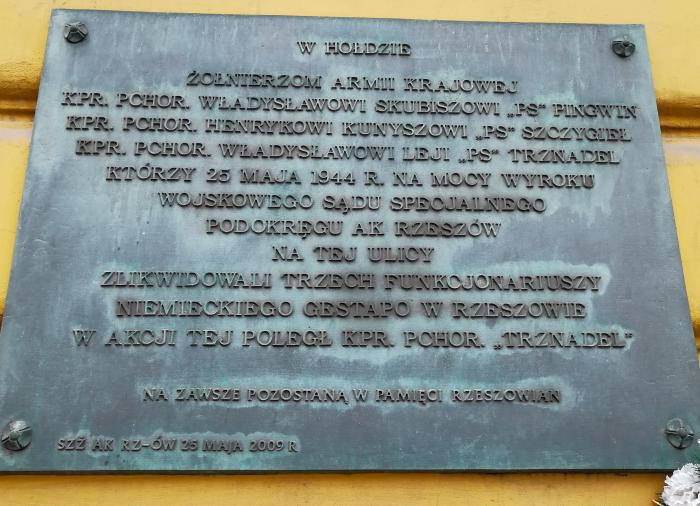 W HOŁDZIE
ŻOŁNIERZOM ARMII KRAJOWEJ
KPR. PCHOR. WŁADYSŁAWOWI SKUBISZOWI „PS" PINGWIN
KPR. PCHOR. HENRYKOWI KUNYSZOWI „PS" SZCZYGIEŁ
KPR. PCHOR. WŁADYSŁAWOWI LEJI „PS" TRZNADEL
KTÓRZY 25 MAJA 1944 R. NA MOCY WYROKU
WOJSKOWEGO SĄDU SPECJALNEGO
PODOKRĘGU AK RZESZÓW
NA TEJ ULICY
ZLIKWIDOWALI TRZECH FUNKCJONARIUSZY
NIEMIECKIEGO GESTAPO W RZESZOWIE
W AKCJI TEJ POLEGŁ KPR. PCHOR. „TRZNADEL"
NA ZAWSZE POZOSTANĄ W PAMIĘCI RZESZOWIAN
SZŻ AK RZ-ÓW 25 MAJA 2009 R